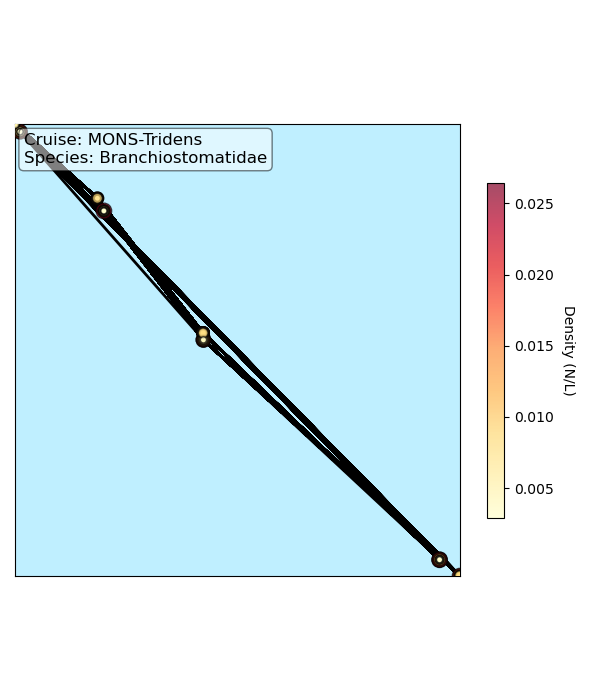 Cruise: MONS-Tridens
Species: Branchiostomatidae
0.025
0.020
0.015
0.010
0.005
Density (N/L)